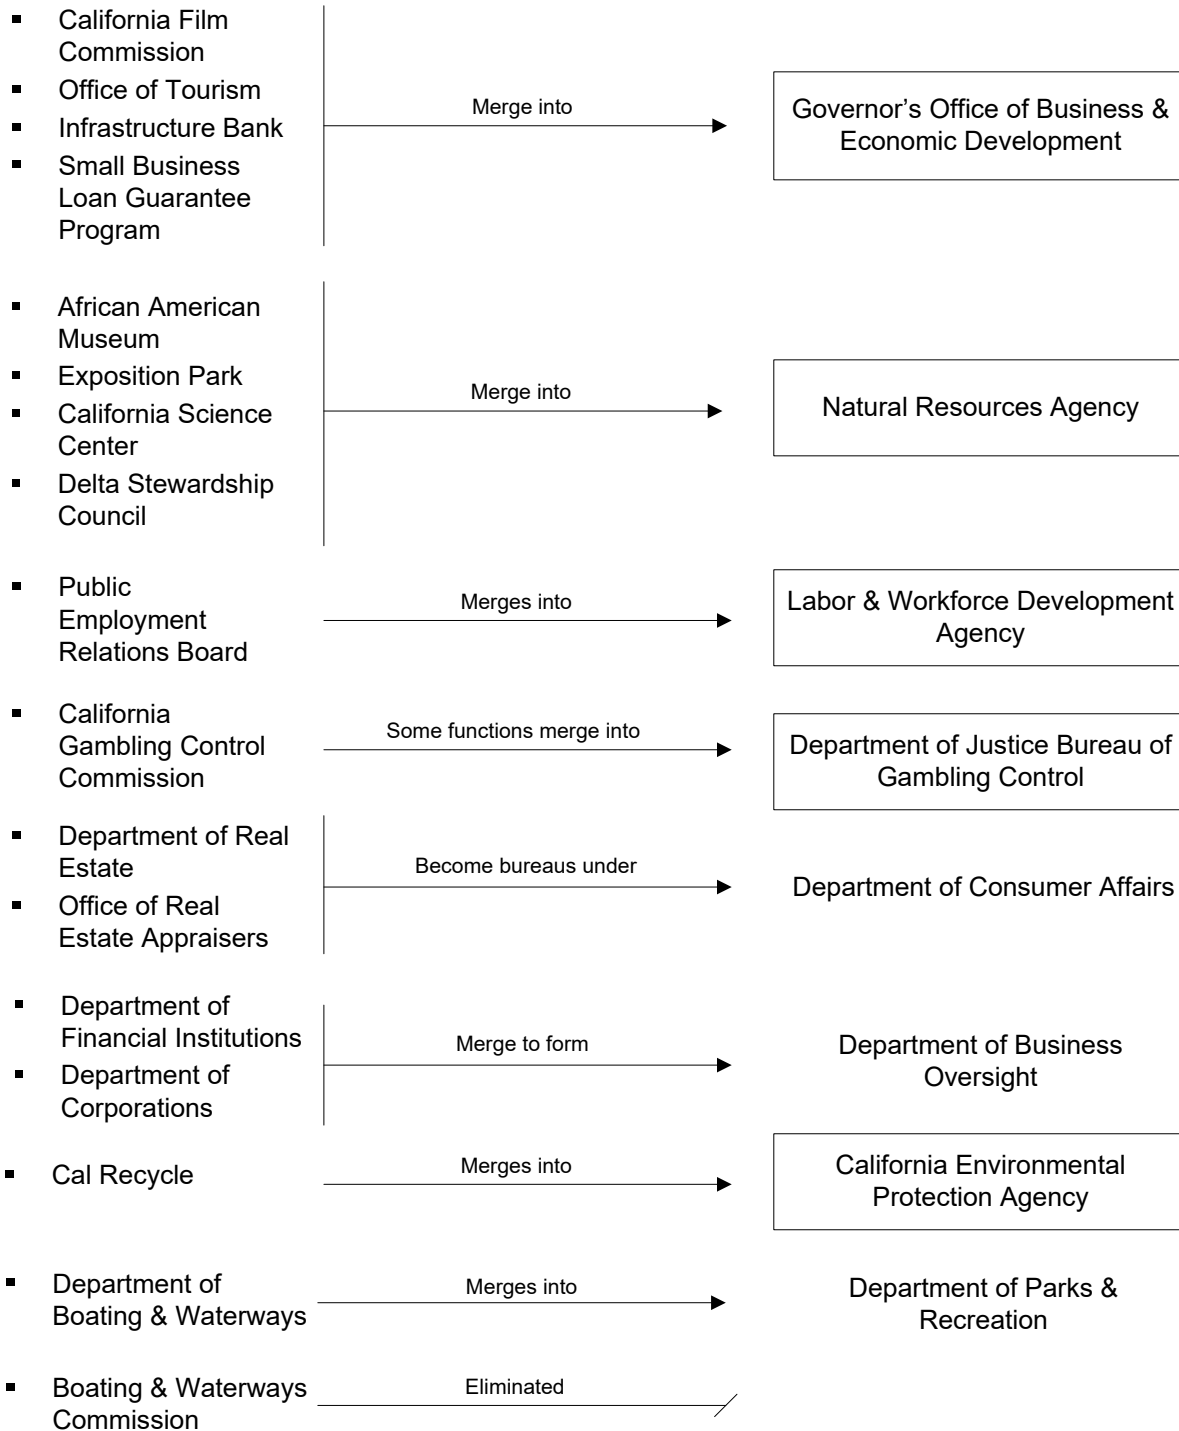 California Film
Commission
Office of Tourism
Infrastructure Bank
Small Business
Loan Guarantee
Program
Merge into
Governor’s Office of Business &
Economic Development
African American
Museum
Exposition Park
California Science
Center
Delta Stewardship
Council
Merge into
Natural Resources Agency
Public
Employment
Relations Board
Merges into
Labor & Workforce Development
Agency
California
Gambling Control
Commission
Some functions merge into
Department of Justice Bureau of
Gambling Control
Department of Real
Estate
Office of Real
Estate Appraisers
Become bureaus under
Department of Consumer Affairs
Department of
Financial Institutions
Department of
Corporations
Merge to form
Department of Business
Oversight
Cal Recycle
Merges into
California Environmental
Protection Agency
Department of
Boating & Waterways
Merges into
Department of Parks &
Recreation
Boating & Waterways
Commission
Eliminated